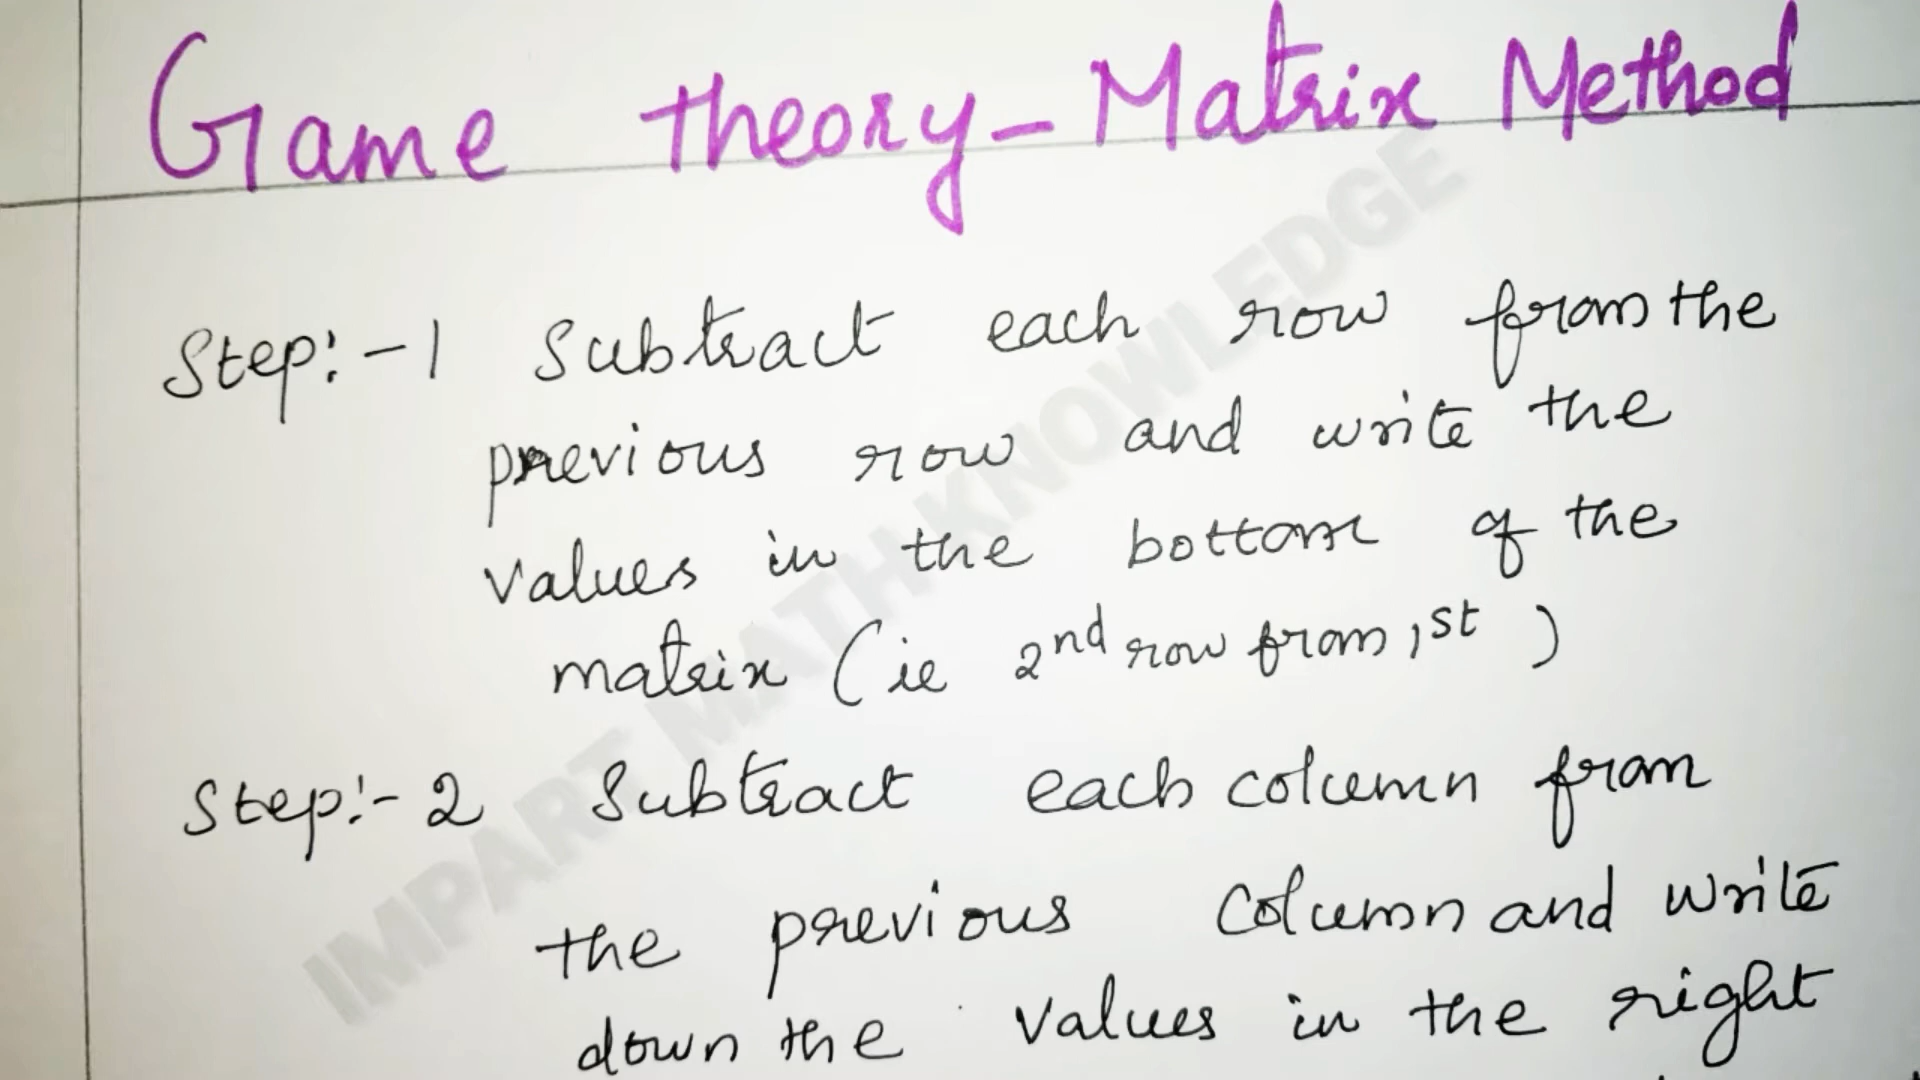 Game theory - Matrix Method
Step:-1 Subtract each row from the
previous row and write the
values in the bottom of the
matrix (ie 2nd row from 1st)
Step:-2 Subtract each column from
the previous column and write
down the values in the right
IMPART MATH KNOWLEDGE